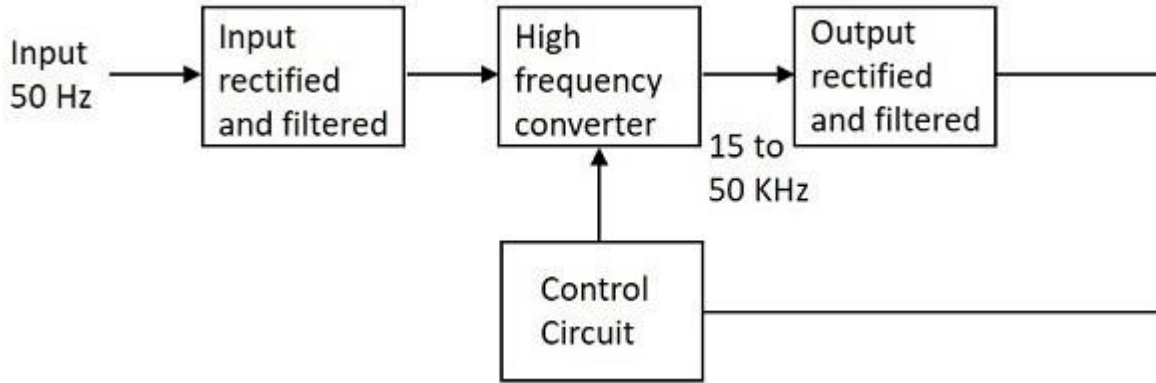 Input
50 Hz
Input
rectified
and filtered
High
frequency
converter
15 to
50 KHz
Output
rectified
and filtered
Control
Circuit